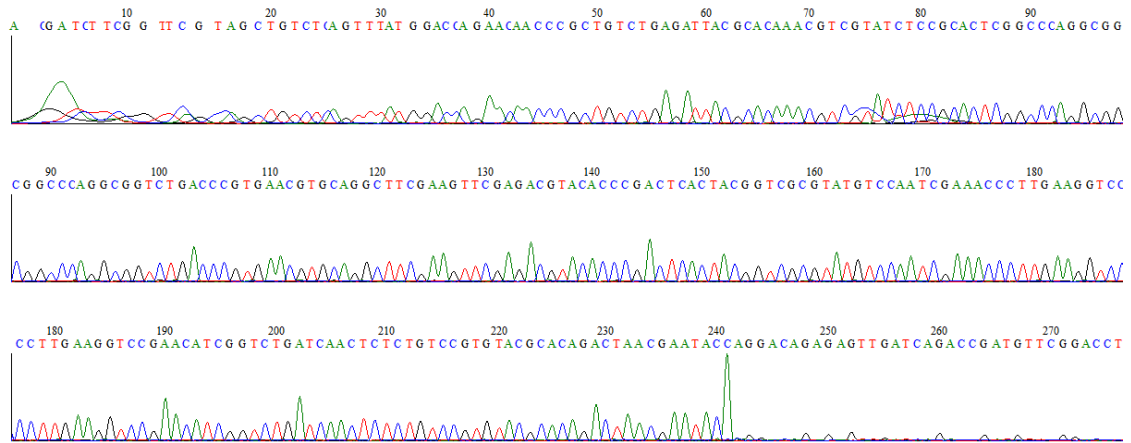 10 20 30 40 50 60 70 80 90
A CGATCTTCGG TTCG TAGCTGTCTCAGTTTATGGACCAGAACAACCCGCTGTCTGAGATTACGCACAAACGTCGTATCTCCGCACTCGGCCCAGGCGG
90 100 110 120 130 140 150 160 170 180
CGGCCCAGGCGGTCTGACCCGTGAACGTGCAGGCTTCGAAGTTCGAGACGTACACCCGACTCACTACGGTCGCGTATGTCCAATCGAAACCCTTGAAGGTCC
180 190 200 210 220 230 240 250 260 270
CCTTGAAGGTCCGAACATCGGTCTGATCAACTCTCTGTCCGTGTACGCACAGACTAACGAATACCAGGACAGAGAGTTGATCAGACCGATGTTCGGACCT